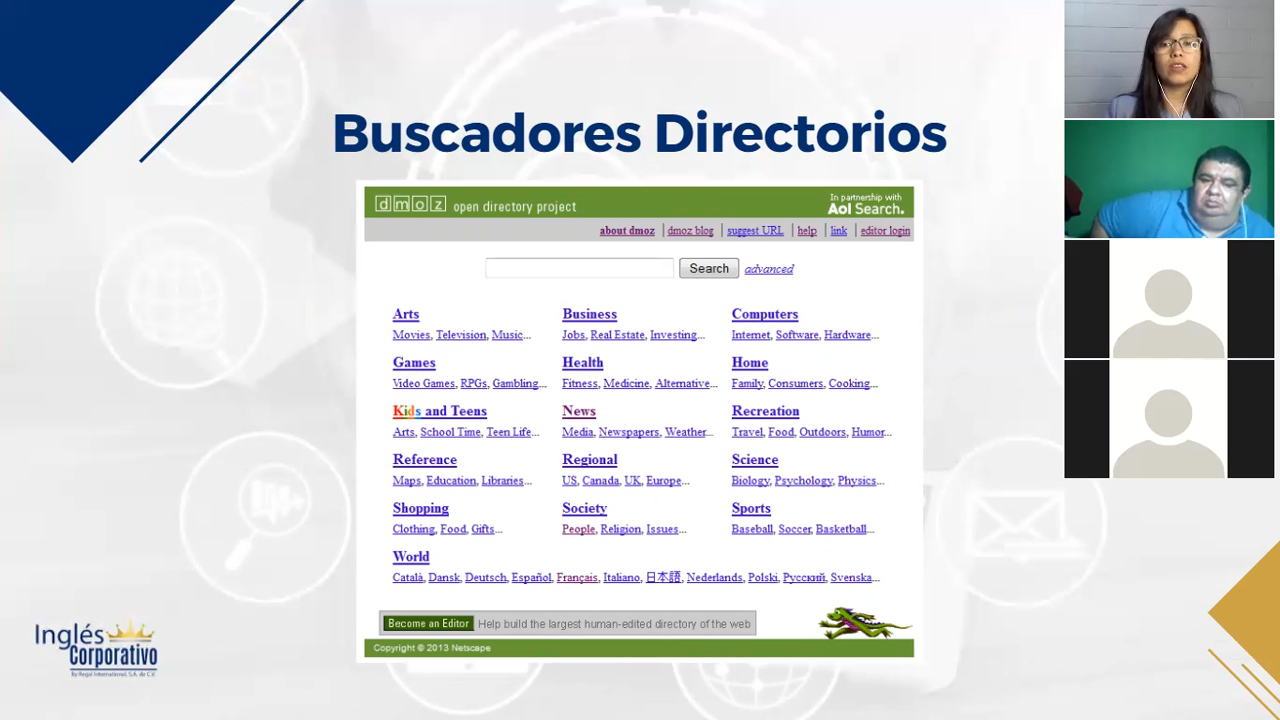 Buscadores Directorios
dmoz open directory project
In partnership with
Aol Search.
about dmoz | dmoz blog | suggest URL | help | link | editor login
Search advanced
Arts Business Computers
Movies, Television, Music... Jobs, Real Estate, Investing... Internet, Software, Hardware...
Games Health Home
Video Games, RPGs, Gambling... Fitness, Medicine, Alternative... Family, Consumers, Cooking...
Kids and Teens News Recreation
Arts, School Time, Teen Life... Media, Newspapers, Weather... Travel, Food, Outdoors, Humor...
Reference Regional Science
Maps, Education, Libraries... US, Canada, UK, Europe... Biology, Psychology, Physics...
Shopping Society Sports
Clothing, Food, Gifts... People, Religion, Issues... Baseball, Soccer, Basketball...
World
Català, Dansk, Deutsch, Español, Français, Italiano, 日本語, Nederlands, Polski, Русский, Svenska...
Become an Editor Help build the largest human-edited directory of the web
Copyright © 2013 Netscape
Inglés
Corporativo
By Regal International, S.A. de C.V.